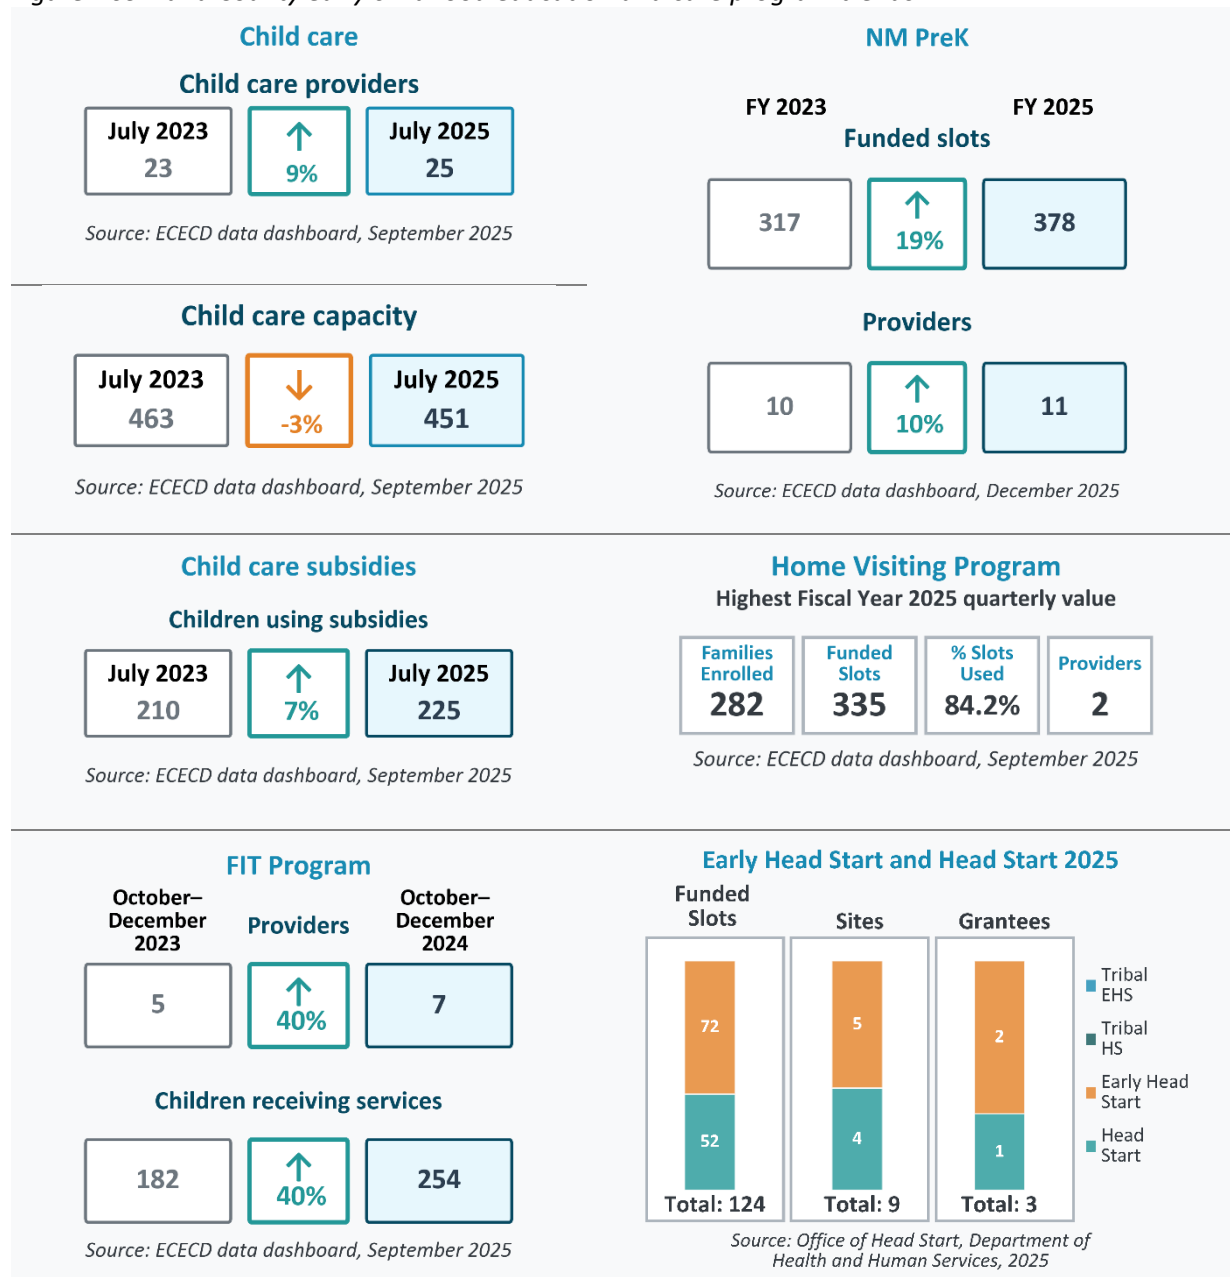 Child care
Child care providers
July 2023
23
↑
9%
July 2025
25
Source: ECECD data dashboard, September 2025
Child care capacity
July 2023
463
↓
-3%
July 2025
451
Source: ECECD data dashboard, September 2025
NM PreK
FY 2023
FY 2025
Funded slots
317
↑
19%
378
Providers
10
↑
10%
11
Source: ECECD data dashboard, December 2025
Child care subsidies
Children using subsidies
July 2023
210
↑
7%
July 2025
225
Source: ECECD data dashboard, September 2025
Home Visiting Program
Highest Fiscal Year 2025 quarterly value
Families
Enrolled
282
Funded
Slots
335
% Slots
Used
84.2%
Providers
2
Source: ECECD data dashboard, September 2025
FIT Program
October–
December
2023
Providers
October–
December
2024
5
↑
40%
7
Children receiving services
182
↑
40%
254
Source: ECECD data dashboard, September 2025
Early Head Start and Head Start 2025
Funded
Slots
72
52
Total: 124
Sites
5
4
Total: 9
Grantees
2
1
Total: 3
Tribal
EHS
Tribal
HS
Early Head
Start
Head
Start
Source: Office of Head Start, Department of
Health and Human Services, 2025